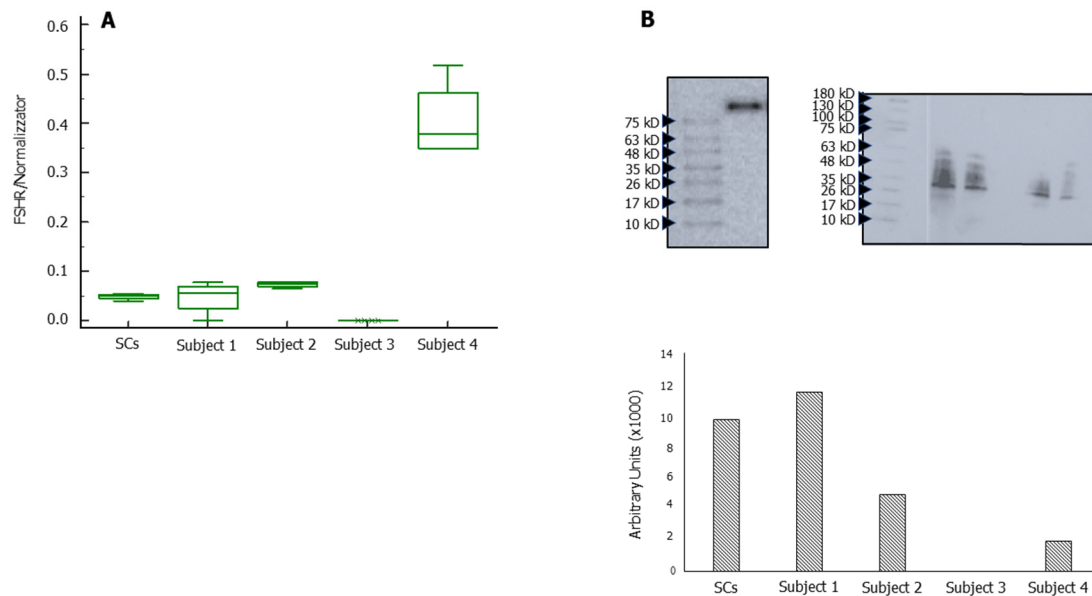 A
0.6
0.5
0.4
0.3
0.2
0.1
0.0
FSHR/Normalizzator
SCs Subject 1 Subject 2 Subject 3 Subject 4
B
75 kD
63 kD
48 kD
35 kD
26 kD
17 kD
10 kD
180 kD
130 kD
100 kD
75 kD
63 kD
48 kD
35 kD
26 kD
17 kD
10 kD
14
12
10
8
6
4
2
0
Arbitrary Units (x1000)
SCs Subject 1 Subject 2 Subject 3 Subject 4